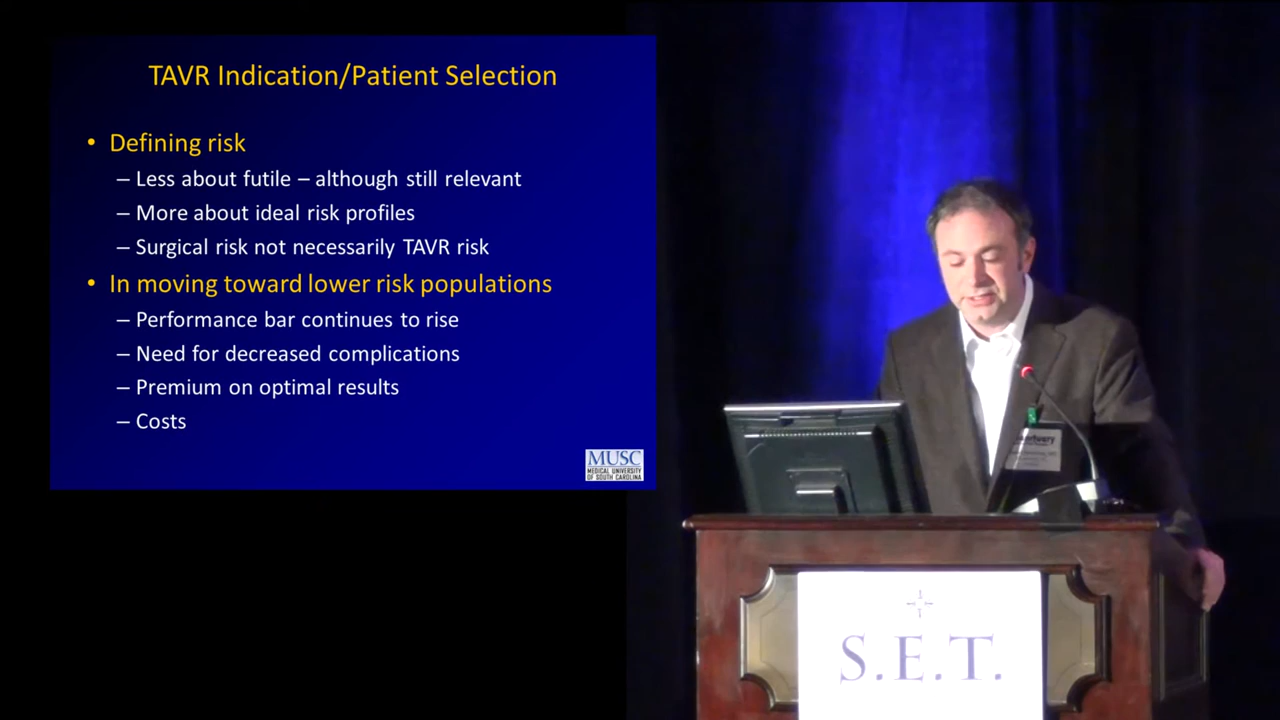 TAVR Indication/Patient Selection
• Defining risk
– Less about futile – although still relevant
– More about ideal risk profiles
– Surgical risk not necessarily TAVR risk
• In moving toward lower risk populations
– Performance bar continues to rise
– Need for decreased complications
– Premium on optimal results
– Costs
MUSC
MEDICAL UNIVERSITY
OF SOUTH CAROLINA
S.E.T.